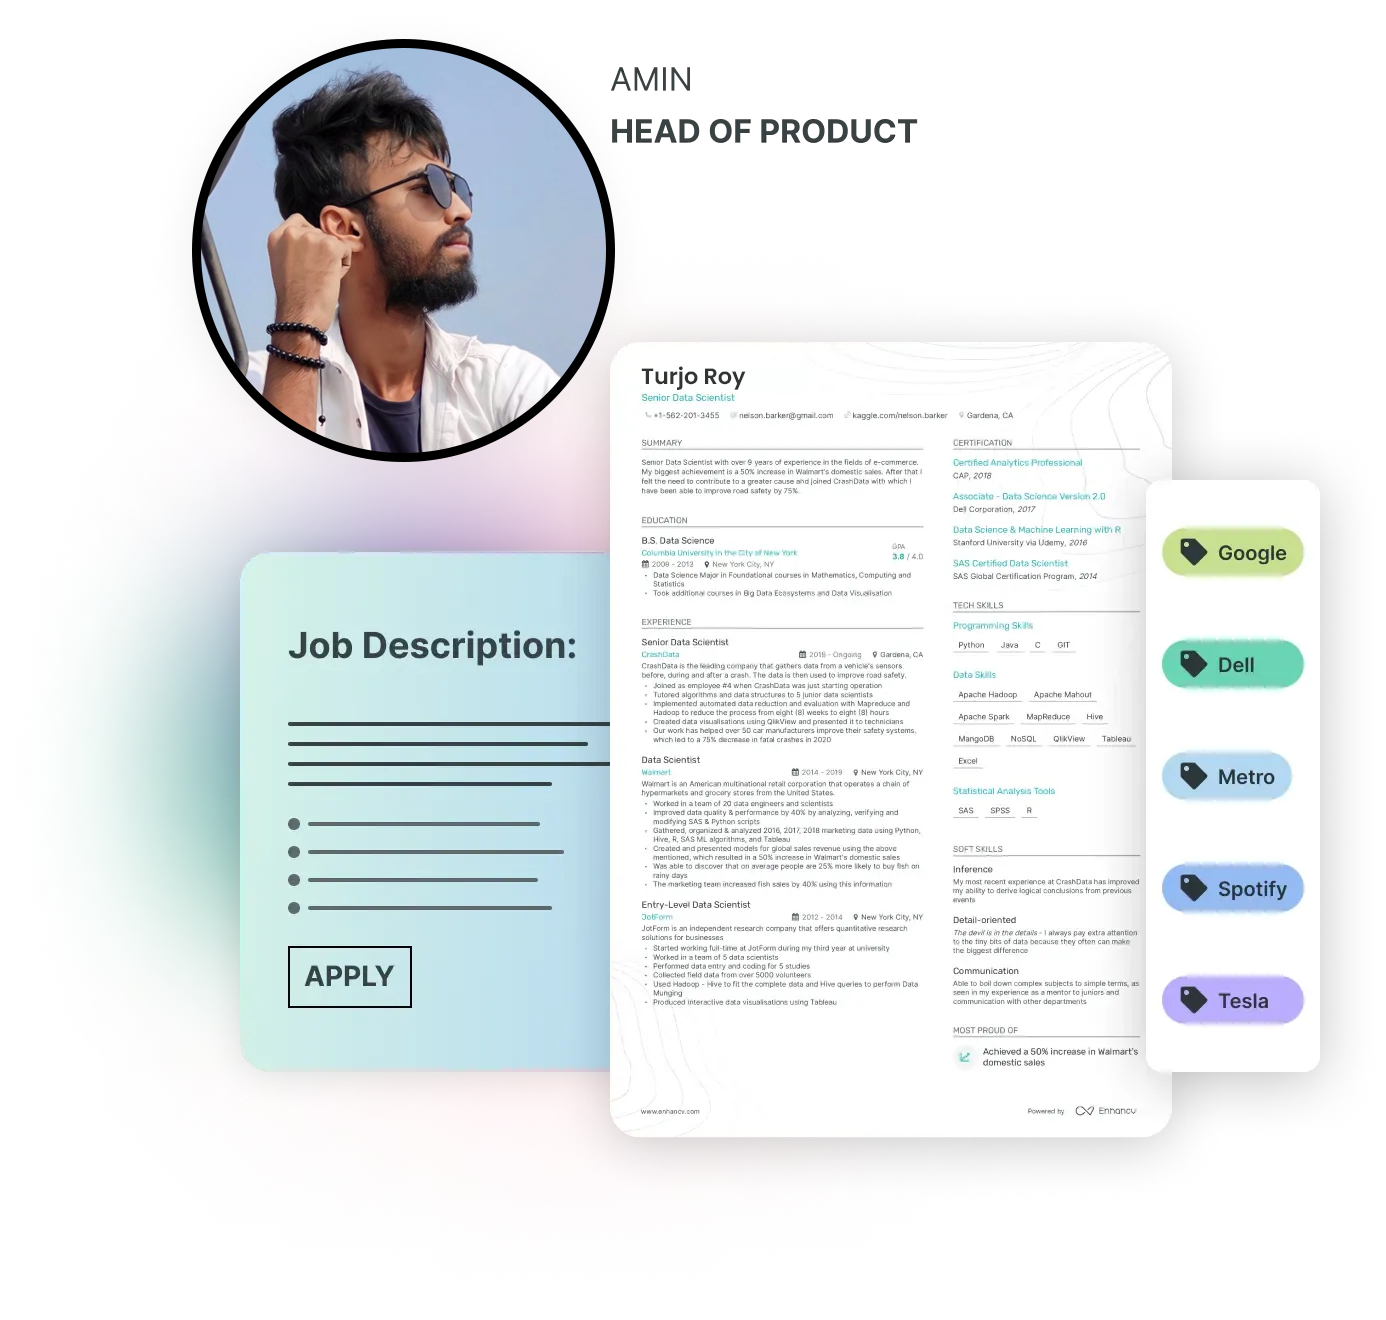 AMIN
HEAD OF PRODUCT
Job Description:
APPLY
Turjo Roy
Senior Data Scientist
+1-562-201-3455 nelson.barker@gmail.com kaggle.com/nelson.barker Gardena, CA
SUMMARY
Senior Data Scientist with over 9 years of experience in the fields of e-commerce.
My biggest achievement is a 50% increase in Walmart's domestic sales. After that I
felt the need to contribute to a greater cause and joined CrashData with which I
have been able to improve road safety by 75%.
EDUCATION
B.S. Data Science
Columbia University in the City of New York
2009 - 2013 New York City, NY
GPA
3.8 / 4.0
• Data Science Major in Foundational courses in Mathematics, Computing and
Statistics
• Took additional courses in Big Data Ecosystems and Data Visualisation
EXPERIENCE
Senior Data Scientist
CrashData 2019 - Ongoing Gardena, CA
CrashData is the leading company that gathers data from a vehicle's sensors
before, during and after a crash. The data is then used to improve road safety.
• Joined as employee #4 when CrashData was just starting operation
• Tutored algorithms and data structures to 5 junior data scientists
• Implemented automated data reduction and evaluation with Mapreduce and
Hadoop to reduce the process from eight (8) weeks to eight (8) hours
• Created data visualisations using QlikView and presented it to technicians
• Our work has helped over 50 car manufacturers improve their safety systems,
which led to a 75% decrease in fatal crashes in 2020
Data Scientist
Walmart 2014 - 2019 New York City, NY
Walmart is an American multinational retail corporation that operates a chain of
hypermarkets and grocery stores from the United States.
• Worked in a team of 20 data engineers and scientists
• Improved data quality & performance by 40% by analyzing, verifying and
modifying SAS & Python scripts
• Gathered, organized & analyzed 2016, 2017, 2018 marketing data using Python,
Hive, R, SAS ML algorithms, and Tableau
• Created and presented models for global sales revenue using the above
mentioned, which resulted in a 50% increase in Walmart's domestic sales
• Was able to discover that on average people are 25% more likely to buy fish on
rainy days
• The marketing team increased fish sales by 40% using this information
Entry-Level Data Scientist
JotForm 2012 - 2014 New York City, NY
JotForm is an independent research company that offers quantitative research
solutions for businesses
• Started working full-time at JotForm during my third year at university
• Worked in a team of 5 data scientists
• Performed data entry and coding for 5 studies
• Collected field data from over 5000 volunteers
• Used Hadoop - Hive to fit the complete data and Hive queries to perform Data
Munging
• Produced interactive data visualisations using Tableau
CERTIFICATION
Certified Analytics Professional
CAP, 2018
Associate - Data Science Version 2.0
Dell Corporation, 2017
Data Science & Machine Learning with R
Stanford University via Udemy, 2016
SAS Certified Data Scientist
SAS Global Certification Program, 2014
TECH SKILLS
Programming Skills
Python Java C GIT
Data Skills
Apache Hadoop Apache Mahout
Apache Spark MapReduce Hive
MangoDB NoSQL QlikView Tableau
Excel
Statistical Analysis Tools
SAS SPSS R
SOFT SKILLS
Inference
My most recent experience at CrashData has improved
my ability to derive logical conclusions from previous
events
Detail-oriented
The devil is in the details - I always pay extra attention
to the tiny bits of data because they often can make
the biggest difference
Communication
Able to boil down complex subjects to simple terms, as
seen in my experience as a mentor to juniors and
communication with other departments
MOST PROUD OF
Achieved a 50% increase in Walmart's
domestic sales
www.enhancv.com
Powered by Enhancv
Google
Dell
Metro
Spotify
Tesla